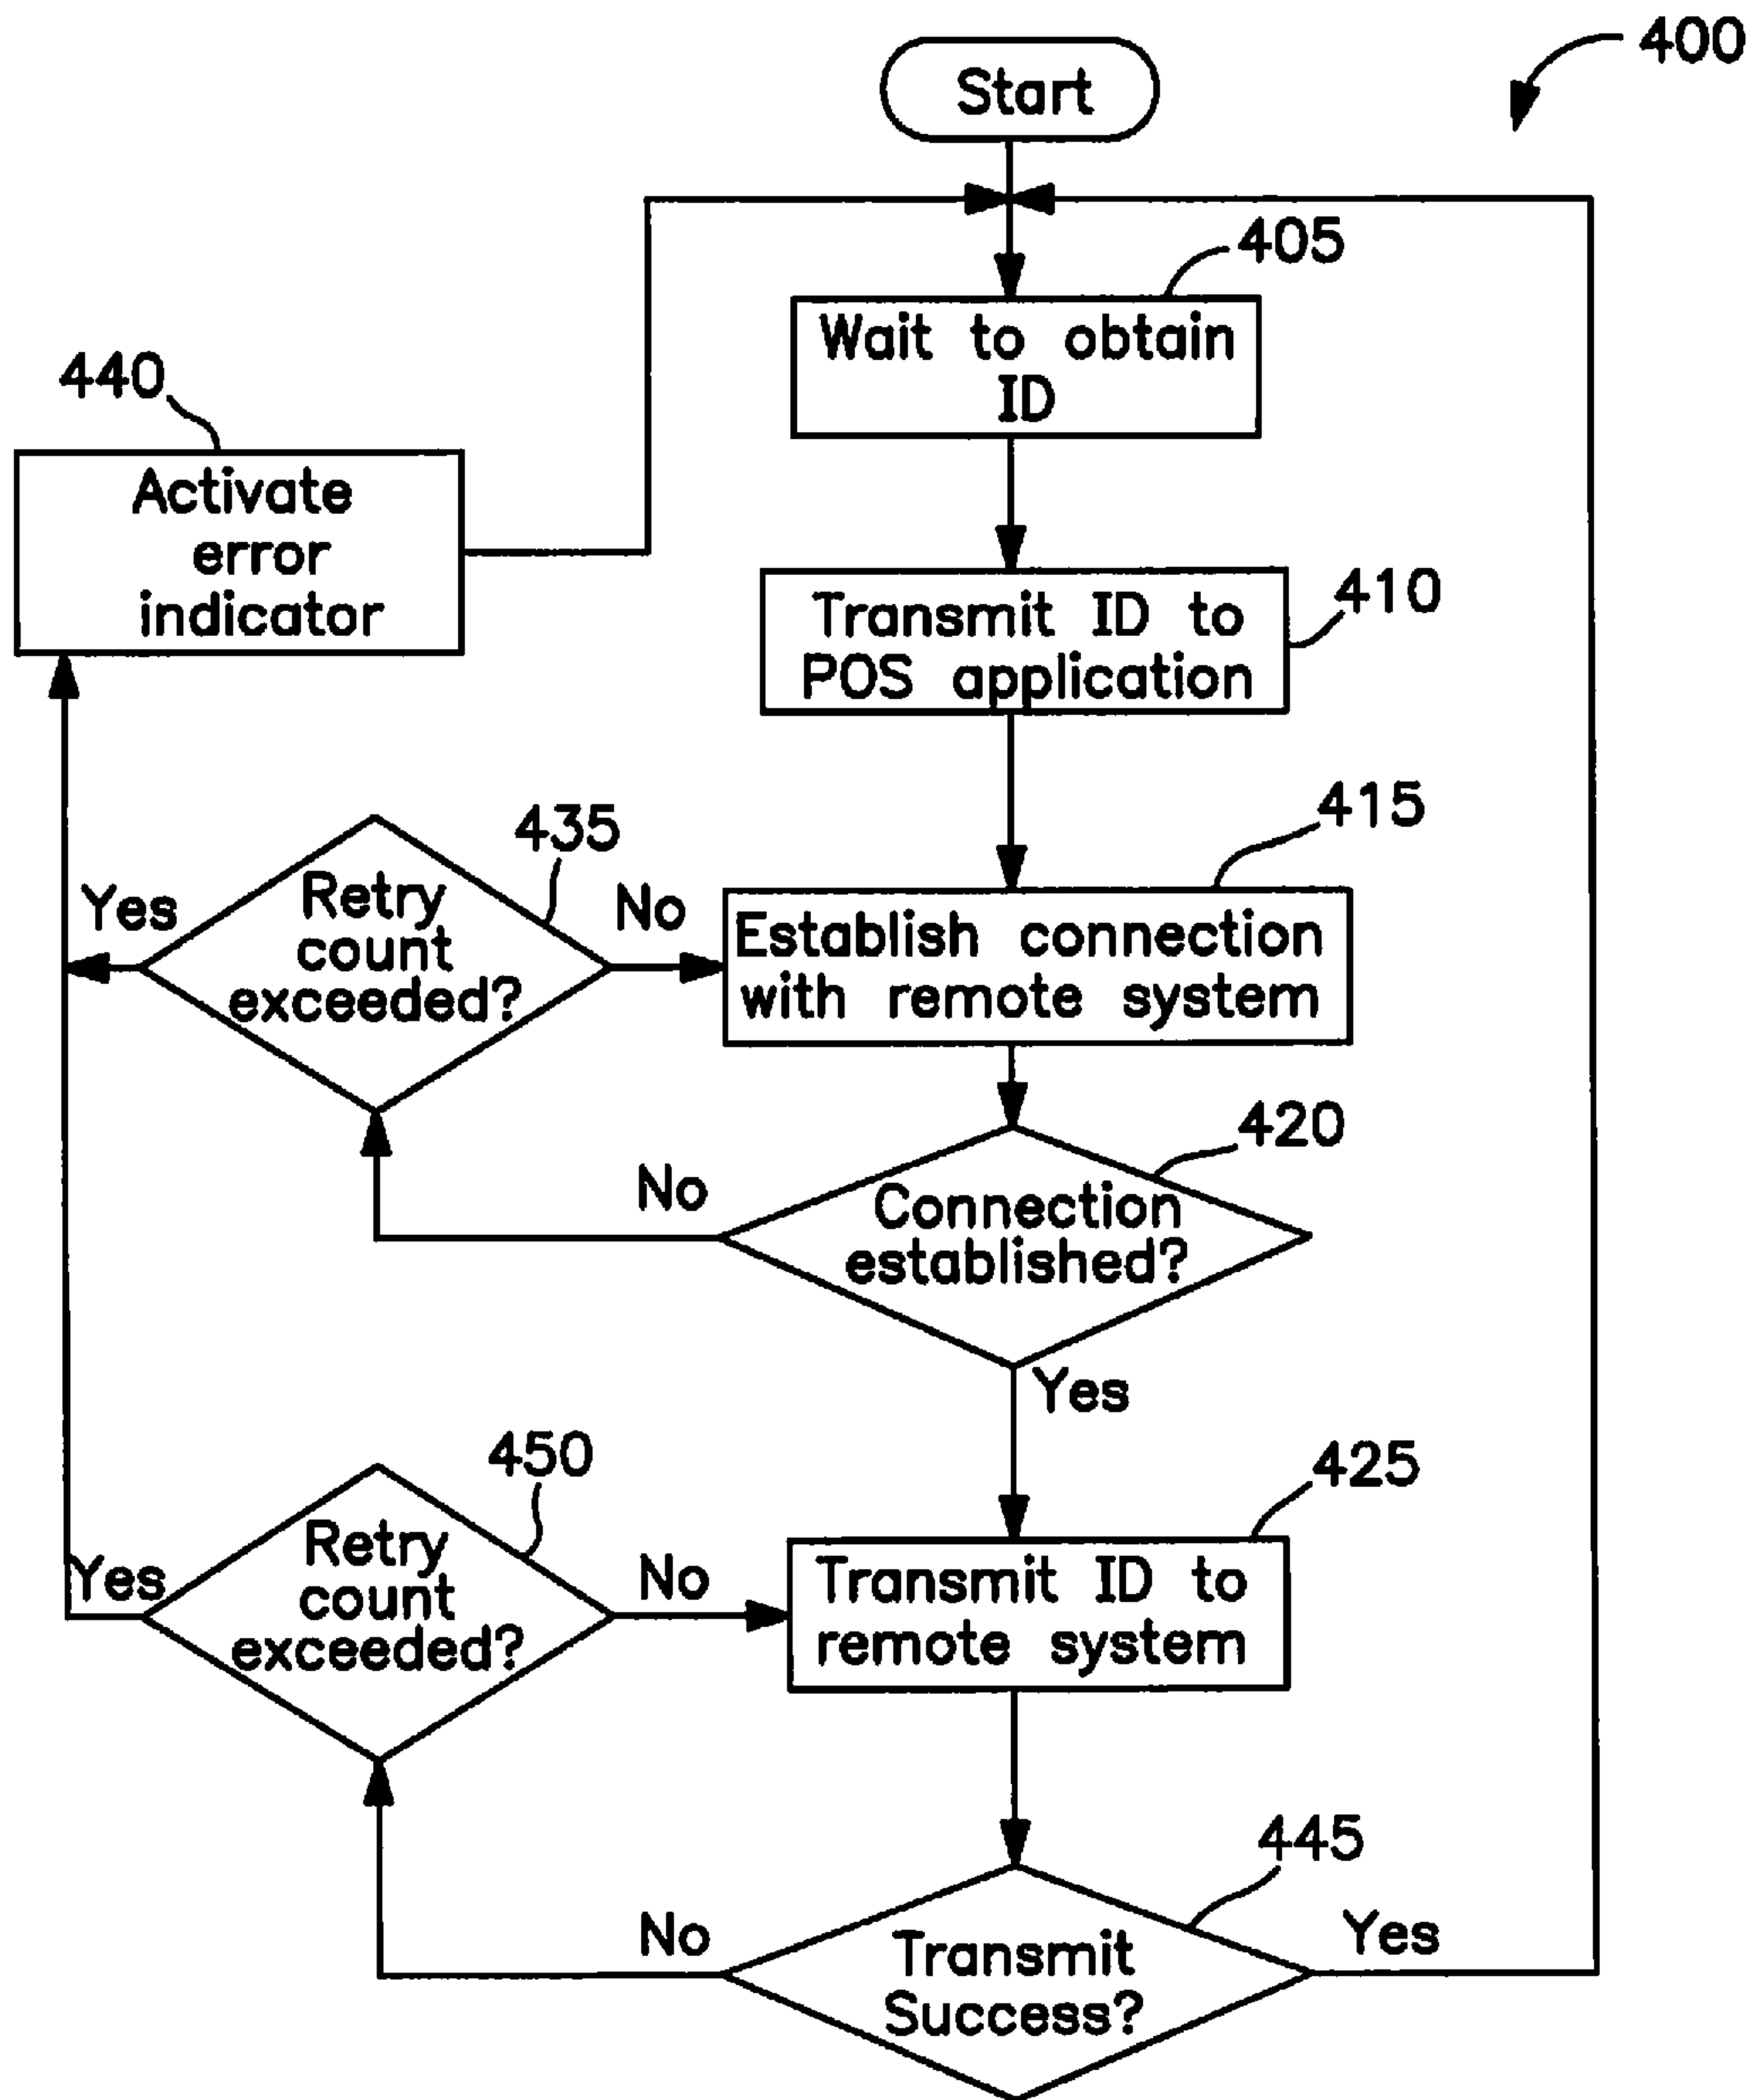 400
Start
405
Wait to obtain
ID
440
Activate
error
indicator
410
Transmit ID to
POS application
415
435
Yes
Retry
count
exceeded?
No
Establish connection
with remote system
420
No
Connection
established?
Yes
450
425
Yes
Retry
count
exceeded?
No
Transmit ID to
remote system
445
No
Transmit
Success?
Yes